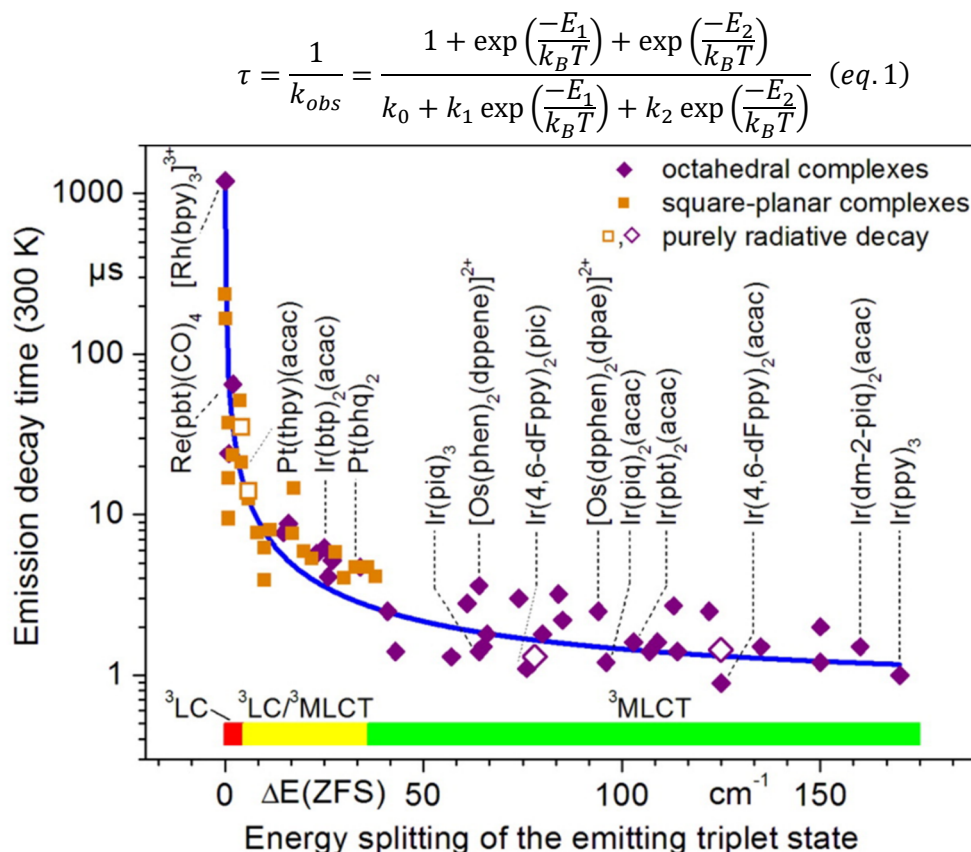 τ = 1/k_obs = (1 + exp(−E₁/k_BT) + exp(−E₂/k_BT)) / (k₀ + k₁ exp(−E₁/k_BT) + k₂ exp(−E₂/k_BT)) (eq. 1)
octahedral complexes
square-planar complexes
purely radiative decay
Emission decay time (300 K)
1000
μs
100
10
1
[Rh(bpy)₃]³⁺
Re(pbt)(CO)₄
Pt(thpy)(acac)
Ir(btp)₂(acac)
Pt(bhq)₂
Ir(piq)₃
[Os(phen)₂(dppene)]²⁺
Ir(4,6-dFppy)₂(pic)
[Os(dpphen)₂(dpae)]²⁺
Ir(piq)₂(acac)
Ir(pbt)₂(acac)
Ir(4,6-dFppy)₂(acac)
Ir(dm-2-piq)₂(acac)
Ir(ppy)₃
³LC
³LC/³MLCT
³MLCT
0 ΔE(ZFS) 50 100 cm⁻¹ 150
Energy splitting of the emitting triplet state